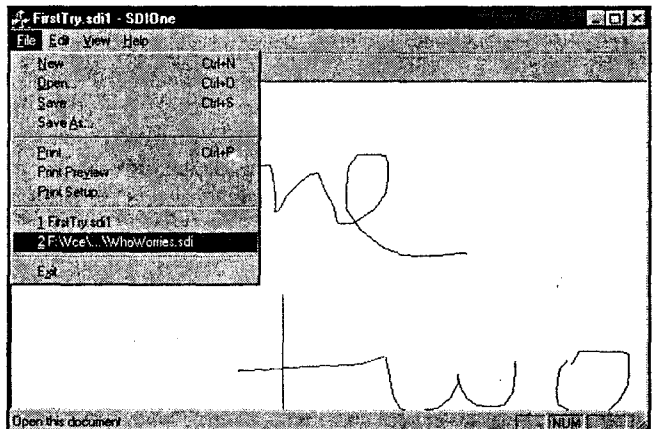 FirstTry.sdi1 - SDIOne
File Edit View Help
New Ctrl+N
Open... Ctrl+O
Save Ctrl+S
Save As...
Print... Ctrl+P
Print Preview
Print Setup...
1 FirstTry.sdi1
2 F:\Wce\...\WhoWorries.sdi
Exit
ne
two
Open this document NUM